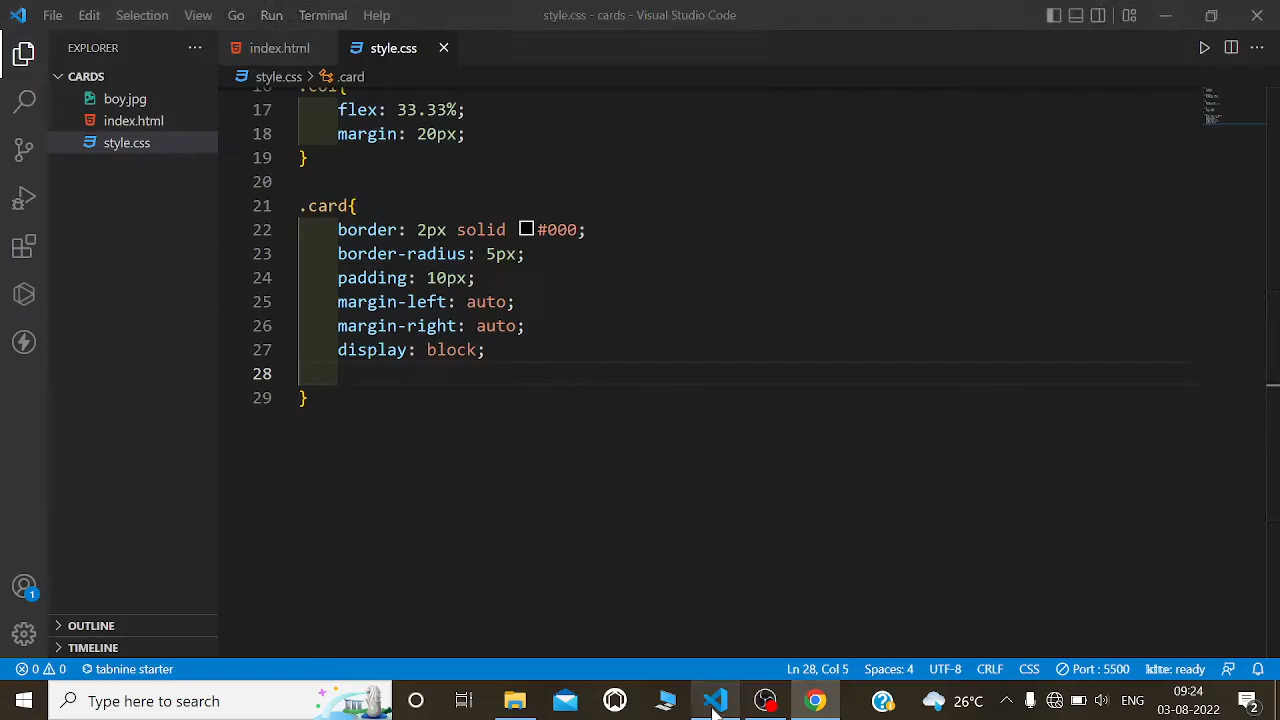 File Edit Selection View Go Run Terminal Help style.css - cards - Visual Studio Code
EXPLORER
index.html style.css
CARDS
style.css > .card
boy.jpg
index.html
style.css
16 .col{
17 flex: 33.33%;
18 margin: 20px;
19 }
20
21 .card{
22 border: 2px solid #000;
23 border-radius: 5px;
24 padding: 10px;
25 margin-left: auto;
26 margin-right: auto;
27 display: block;
28
29 }
1
OUTLINE
TIMELINE
0 0 tabnine starter Ln 28, Col 5 Spaces: 4 UTF-8 CRLF CSS Port : 5500 kite: ready
Type here to search 26°C ENG 09:24
03-08-2022 2